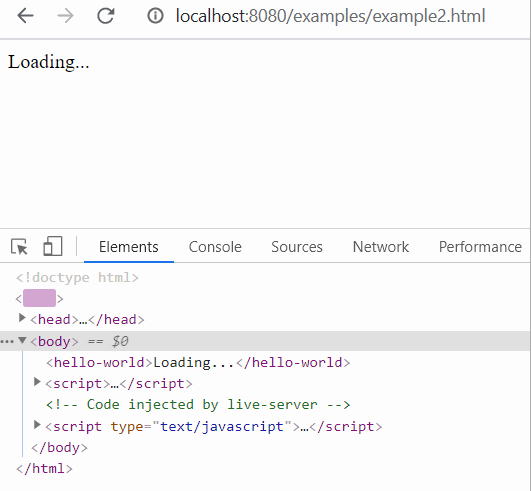 localhost:8080/examples/example2.html
Loading...
Elements Console Sources Network Performance
<!doctype html>
< >
<head>…</head>
<body> == $0
<hello-world>Loading...</hello-world>
<script>…</script>
<!-- Code injected by live-server -->
<script type="text/javascript">…</script>
</body>
</html>